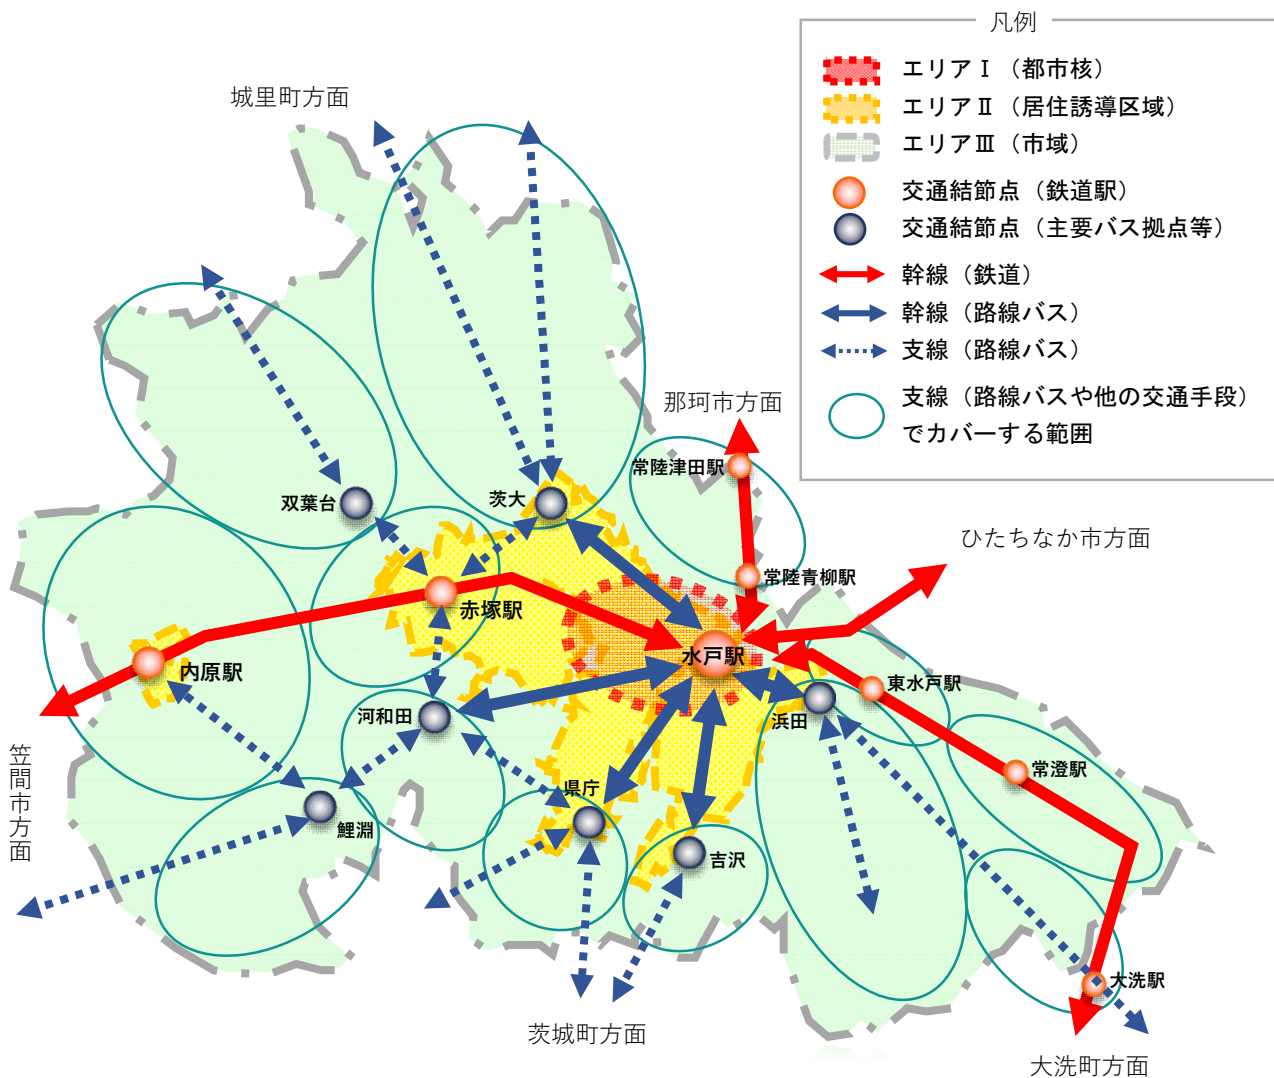 凡例
エリアⅠ（都市核）
エリアⅡ（居住誘導区域）
エリアⅢ（市域）
交通結節点（鉄道駅）
交通結節点（主要バス拠点等）
幹線（鉄道）
幹線（路線バス）
支線（路線バス）
支線（路線バスや他の交通手段）
でカバーする範囲
城里町方面
那珂市方面
常陸津田駅
双葉台
茨大
ひたちなか市方面
常陸青柳駅
赤塚駅
水戸駅
内原駅
東水戸駅
河和田
浜田
笠間市方面
常澄駅
県庁
鯉淵
吉沢
大洗駅
茨城町方面
大洗町方面